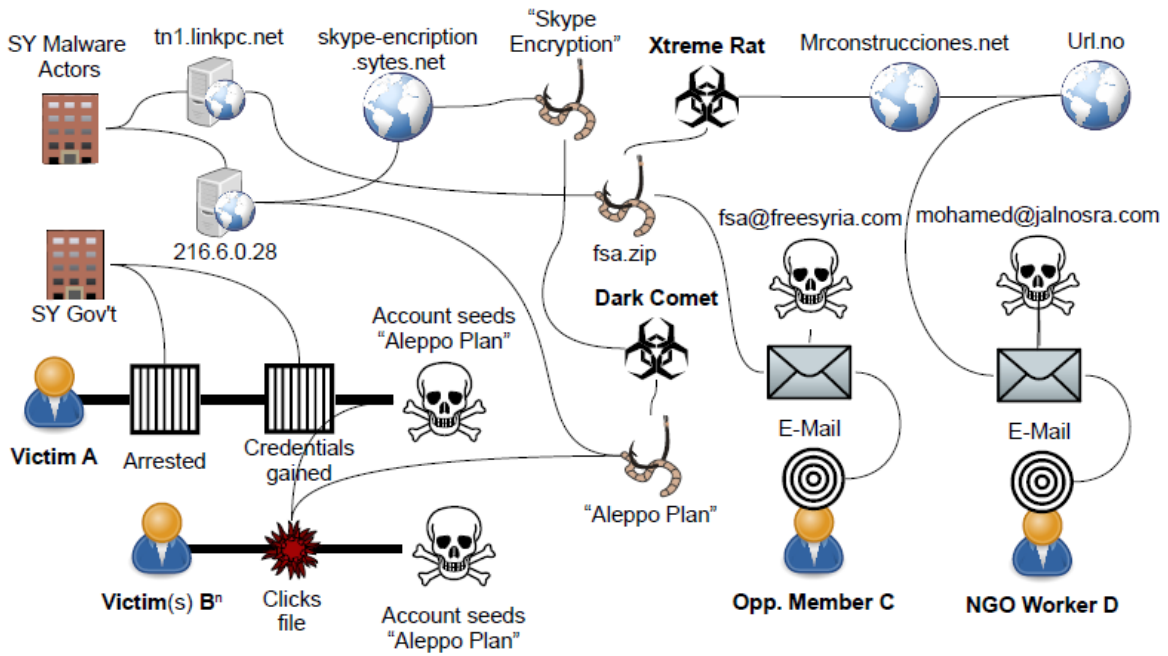 SY Malware
Actors
tn1.linkpc.net
skype-encription
.sytes.net
“Skype
Encryption”
Xtreme Rat
Mrconstrucciones.net
Url.no
216.6.0.28
fsa.zip
fsa@freesyria.com
mohamed@jalnosra.com
SY Gov't
Dark Comet
Account seeds
“Aleppo Plan”
Victim A
Arrested
Credentials
gained
E-Mail
E-Mail
“Aleppo Plan”
Victim(s) Bⁿ
Clicks
file
Account seeds
“Aleppo Plan”
Opp. Member C
NGO Worker D